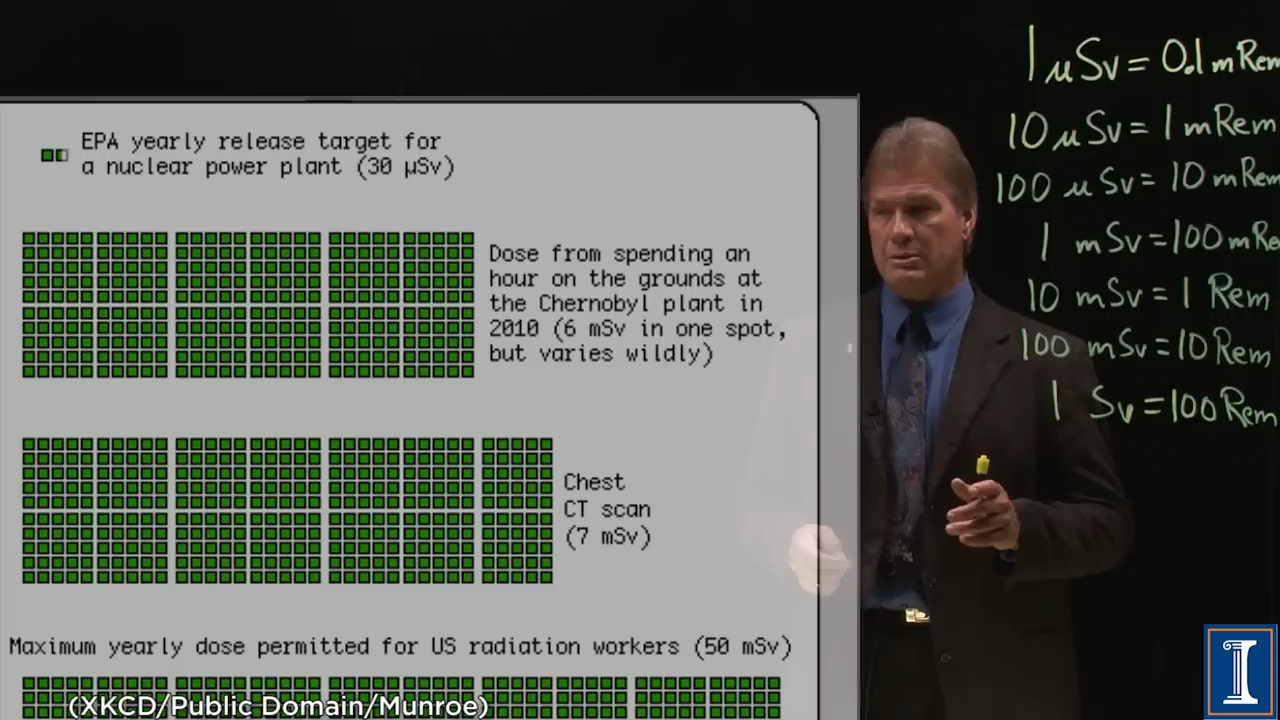 EPA yearly release target for
a nuclear power plant (30 µSv)
Dose from spending an
hour on the grounds at
the Chernobyl plant in
2010 (6 mSv in one spot,
but varies wildly)
Chest
CT scan
(7 mSv)
Maximum yearly dose permitted for US radiation workers (50 mSv)
(XKCD/Public Domain/Munroe)
1 µSv = 0.1 mRem
10 µSv = 1 mRem
100 µSv = 10 mRem
1 mSv = 100 mRe
10 mSv = 1 Rem
100 mSv = 10 Rem
1 Sv = 100 Rem
I